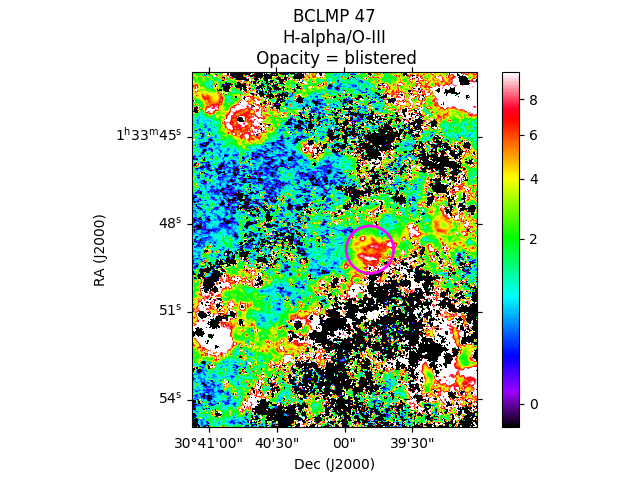 BCLMP 47
H-alpha/O-III
Opacity = blistered
RA (J2000)
1ʰ33ᵐ45ˢ
48ˢ
51ˢ
54ˢ
30°41'00" 40'30" 00" 39'30"
Dec (J2000)
8
6
4
2
0